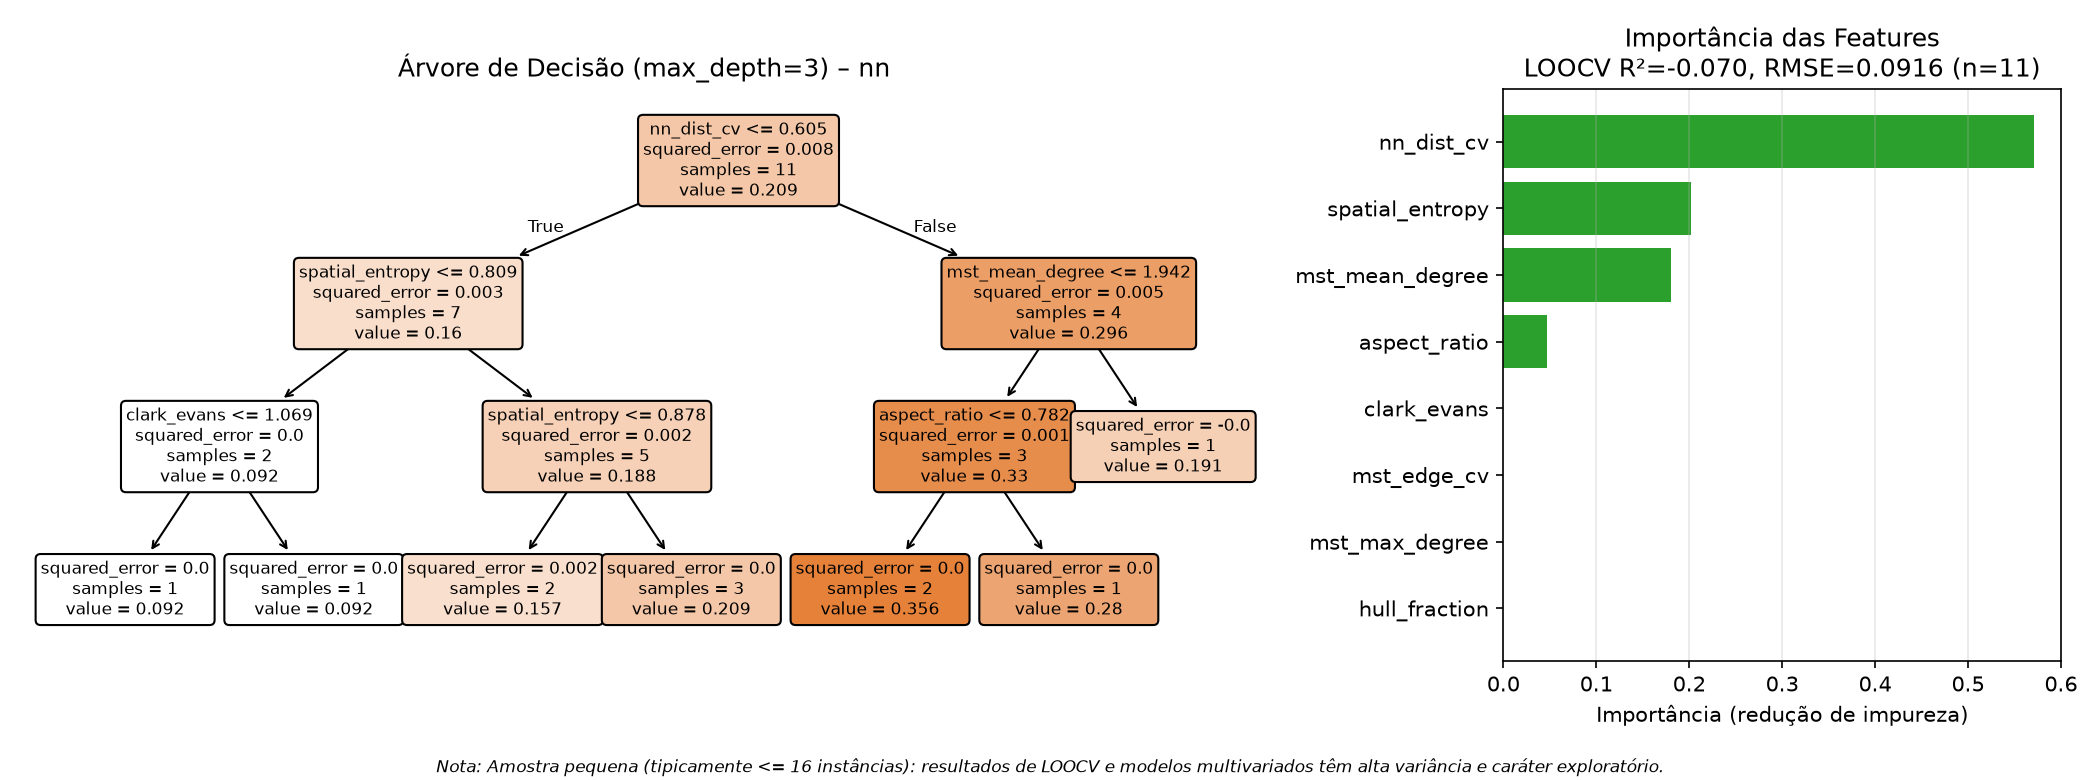 Árvore de Decisão (max_depth=3) – nn
nn_dist_cv <= 0.605
squared_error = 0.008
samples = 11
value = 0.209
True
False
spatial_entropy <= 0.809
squared_error = 0.003
samples = 7
value = 0.16
mst_mean_degree <= 1.942
squared_error = 0.005
samples = 4
value = 0.296
clark_evans <= 1.069
squared_error = 0.0
samples = 2
value = 0.092
spatial_entropy <= 0.878
squared_error = 0.002
samples = 5
value = 0.188
aspect_ratio <= 0.782
squared_error = 0.001
samples = 3
value = 0.33
squared_error = -0.0
samples = 1
value = 0.191
squared_error = 0.0
samples = 1
value = 0.092
squared_error = 0.0
samples = 1
value = 0.092
squared_error = 0.002
samples = 2
value = 0.157
squared_error = 0.0
samples = 3
value = 0.209
squared_error = 0.0
samples = 2
value = 0.356
squared_error = 0.0
samples = 1
value = 0.28
Importância das Features
LOOCV R²=-0.070, RMSE=0.0916 (n=11)
nn_dist_cv
spatial_entropy
mst_mean_degree
aspect_ratio
clark_evans
mst_edge_cv
mst_max_degree
hull_fraction
0.0 0.1 0.2 0.3 0.4 0.5 0.6
Importância (redução de impureza)
Nota: Amostra pequena (tipicamente <= 16 instâncias): resultados de LOOCV e modelos multivariados têm alta variância e caráter exploratório.